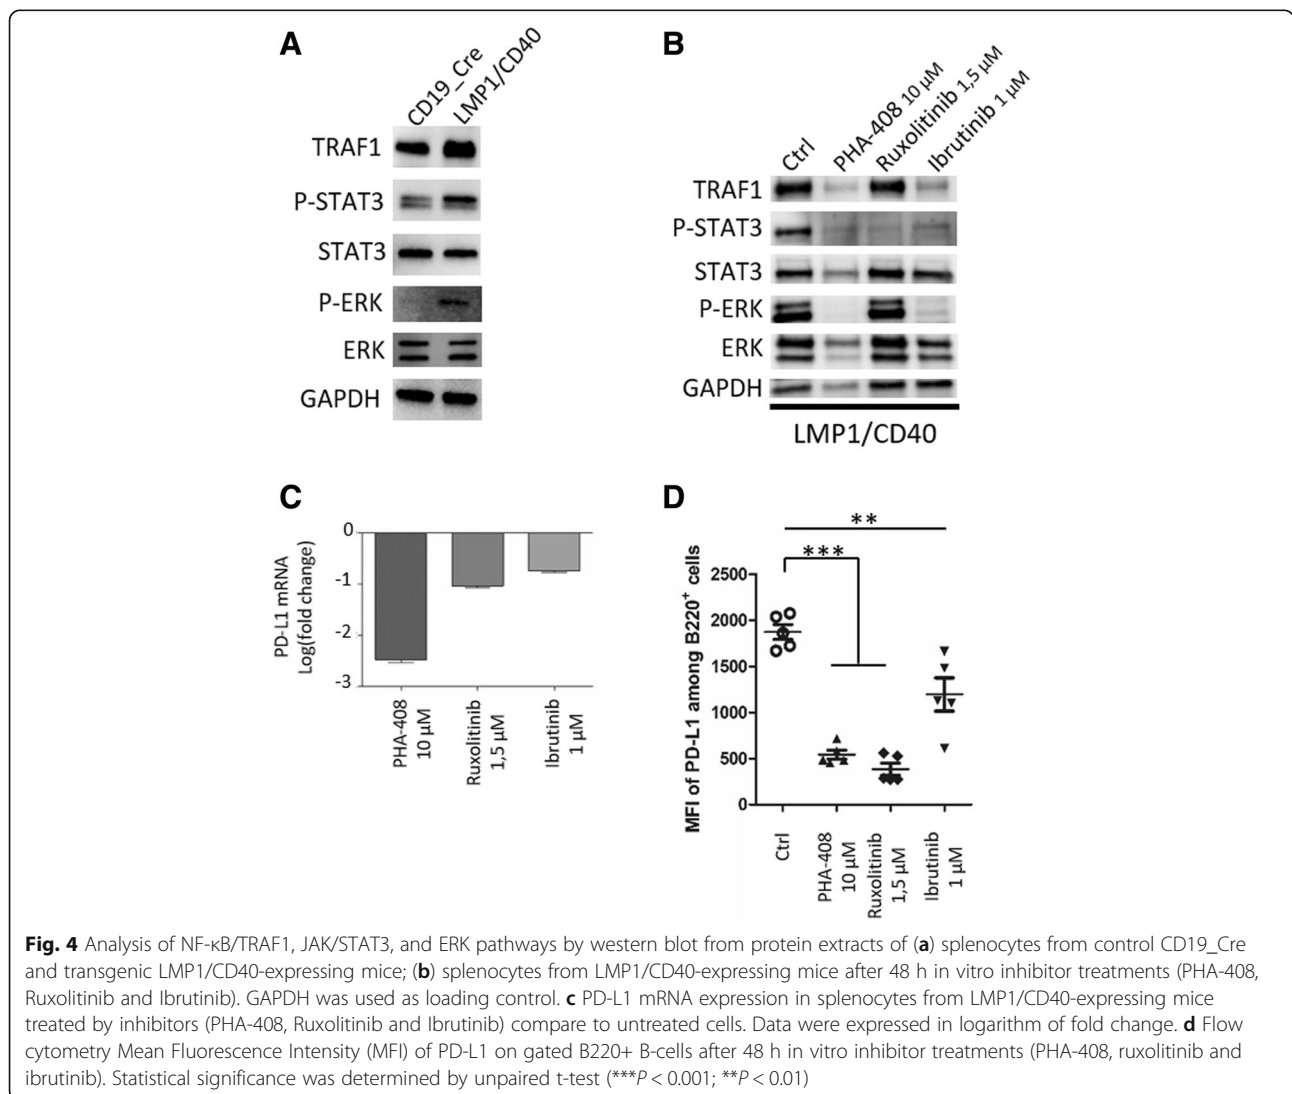 A
CD19_Cre
LMP1/CD40
TRAF1
P-STAT3
STAT3
P-ERK
ERK
GAPDH
B
Ctrl
PHA-408 10 µM
Ruxolitinib 1,5 µM
Ibrutinib 1 µM
TRAF1
P-STAT3
STAT3
P-ERK
ERK
GAPDH
LMP1/CD40
C
PD-L1 mRNA
Log(fold change)
0
-1
-2
-3
PHA-408
10 µM
Ruxolitinib
1,5 µM
Ibrutinib
1 µM
D
**
***
MFI of PD-L1 among B220⁺ cells
2500
2000
1500
1000
500
0
Ctrl
PHA-408
10 µM
Ruxolitinib
1,5 µM
Ibrutinib
1 µM
Fig. 4 Analysis of NF-κB/TRAF1, JAK/STAT3, and ERK pathways by western blot from protein extracts of (a) splenocytes from control CD19_Cre
and transgenic LMP1/CD40-expressing mice; (b) splenocytes from LMP1/CD40-expressing mice after 48 h in vitro inhibitor treatments (PHA-408,
Ruxolitinib and Ibrutinib). GAPDH was used as loading control. c PD-L1 mRNA expression in splenocytes from LMP1/CD40-expressing mice
treated by inhibitors (PHA-408, Ruxolitinib and Ibrutinib) compare to untreated cells. Data were expressed in logarithm of fold change. d Flow
cytometry Mean Fluorescence Intensity (MFI) of PD-L1 on gated B220+ B-cells after 48 h in vitro inhibitor treatments (PHA-408, ruxolitinib and
ibrutinib). Statistical significance was determined by unpaired t-test (***P < 0.001; **P < 0.01)